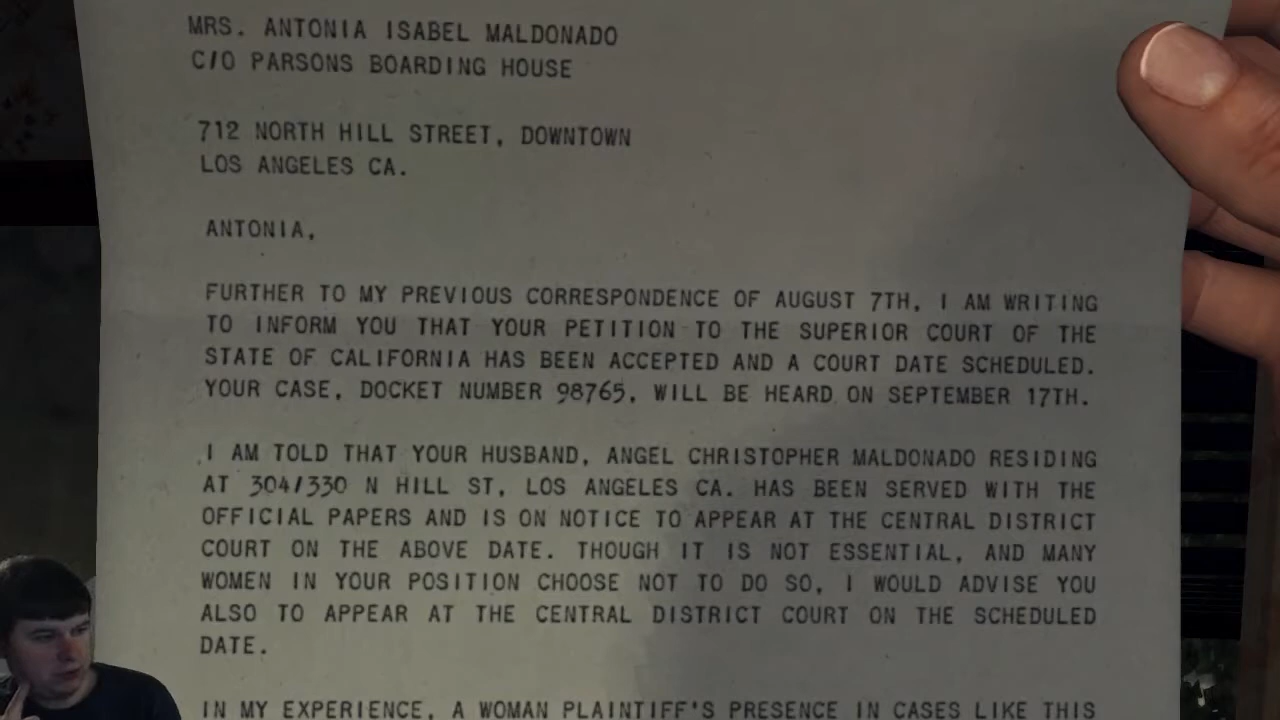 MRS. ANTONIA ISABEL MALDONADO
C/O PARSONS BOARDING HOUSE
712 NORTH HILL STREET, DOWNTOWN
LOS ANGELES CA.
ANTONIA,
FURTHER TO MY PREVIOUS CORRESPONDENCE OF AUGUST 7TH, I AM WRITING
TO INFORM YOU THAT YOUR PETITION TO THE SUPERIOR COURT OF THE
STATE OF CALIFORNIA HAS BEEN ACCEPTED AND A COURT DATE SCHEDULED.
YOUR CASE, DOCKET NUMBER 98765, WILL BE HEARD ON SEPTEMBER 17TH.
I AM TOLD THAT YOUR HUSBAND, ANGEL CHRISTOPHER MALDONADO RESIDING
AT 304/330 N HILL ST, LOS ANGELES CA. HAS BEEN SERVED WITH THE
OFFICIAL PAPERS AND IS ON NOTICE TO APPEAR AT THE CENTRAL DISTRICT
COURT ON THE ABOVE DATE. THOUGH IT IS NOT ESSENTIAL, AND MANY
WOMEN IN YOUR POSITION CHOOSE NOT TO DO SO, I WOULD ADVISE YOU
ALSO TO APPEAR AT THE CENTRAL DISTRICT COURT ON THE SCHEDULED
DATE.
IN MY EXPERIENCE, A WOMAN PLAINTIFF'S PRESENCE IN CASES LIKE THIS